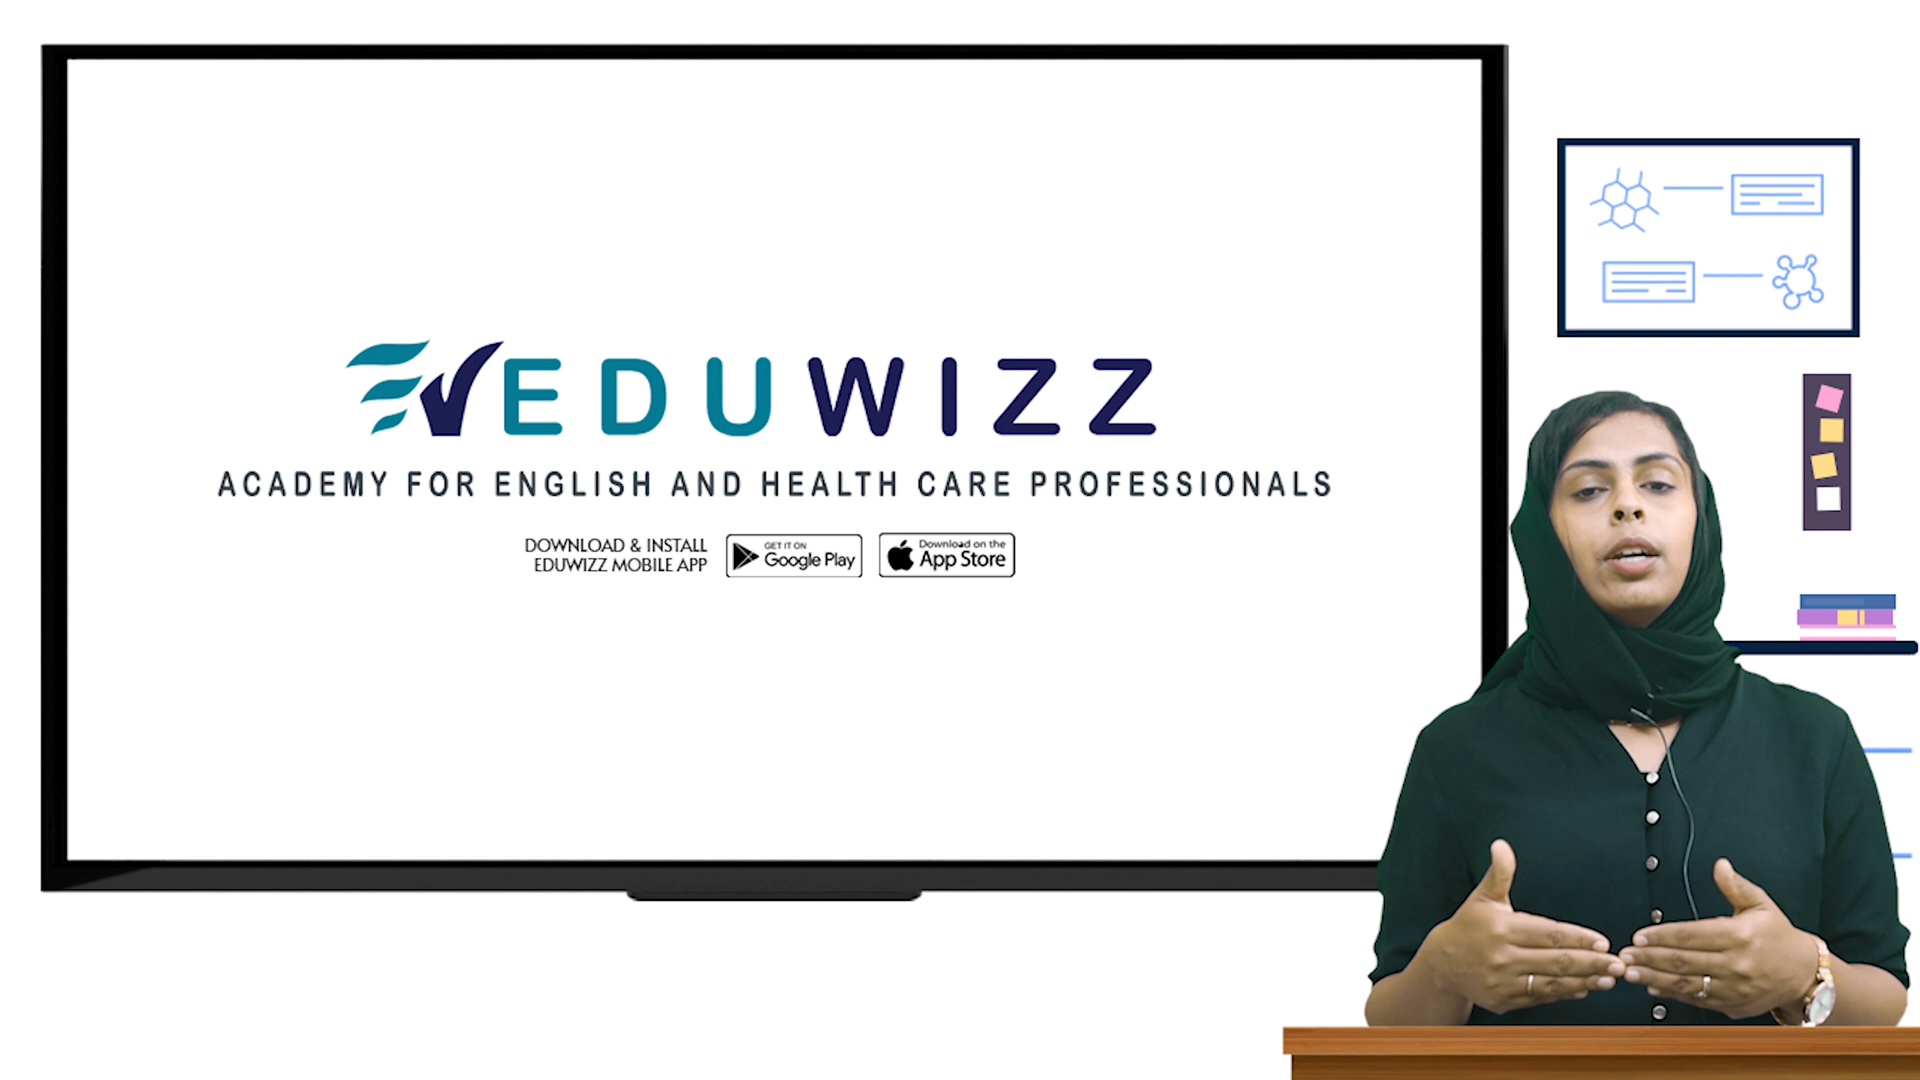 EDUWIZZ
ACADEMY FOR ENGLISH AND HEALTH CARE PROFESSIONALS
DOWNLOAD & INSTALL
EDUWIZZ MOBILE APP
GET IT ON
Google Play
Download on the
App Store